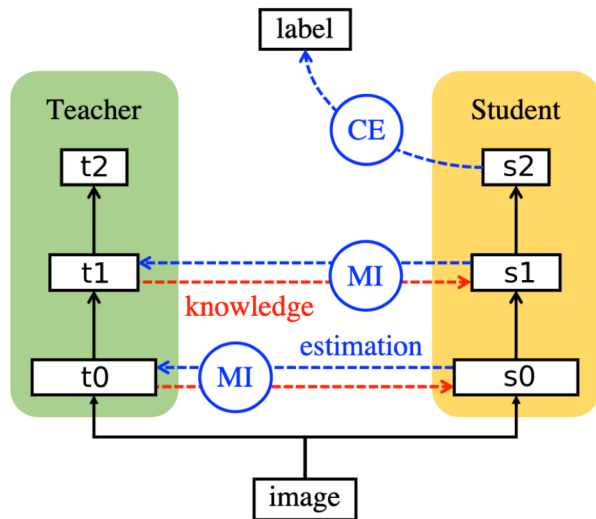 label
Teacher
CE
Student
t2
s2
t1
MI
s1
knowledge
estimation
t0
MI
s0
image